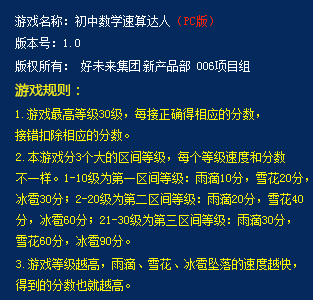 游戏名称：初中数学速算达人（PC版）
版本号：1.0
版权所有： 好未来集团新产品部 006项目组
游戏规则：
1.游戏最高等级30级，每接正确得相应的分数，
接错扣除相应的分数。
2.本游戏分3个大的区间等级，每个等级速度和分数
不一样。1-10级为第一区间等级：雨滴10分，雪花20分，
冰雹30分；2-20级为第二区间等级：雨滴20分，雪花40
分，冰雹60分；21-30级为第三区间等级：雨滴30分，
雪花60分，冰雹90分。
3.游戏等级越高，雨滴、雪花、冰雹坠落的速度越快，
得到的分数也就越高。